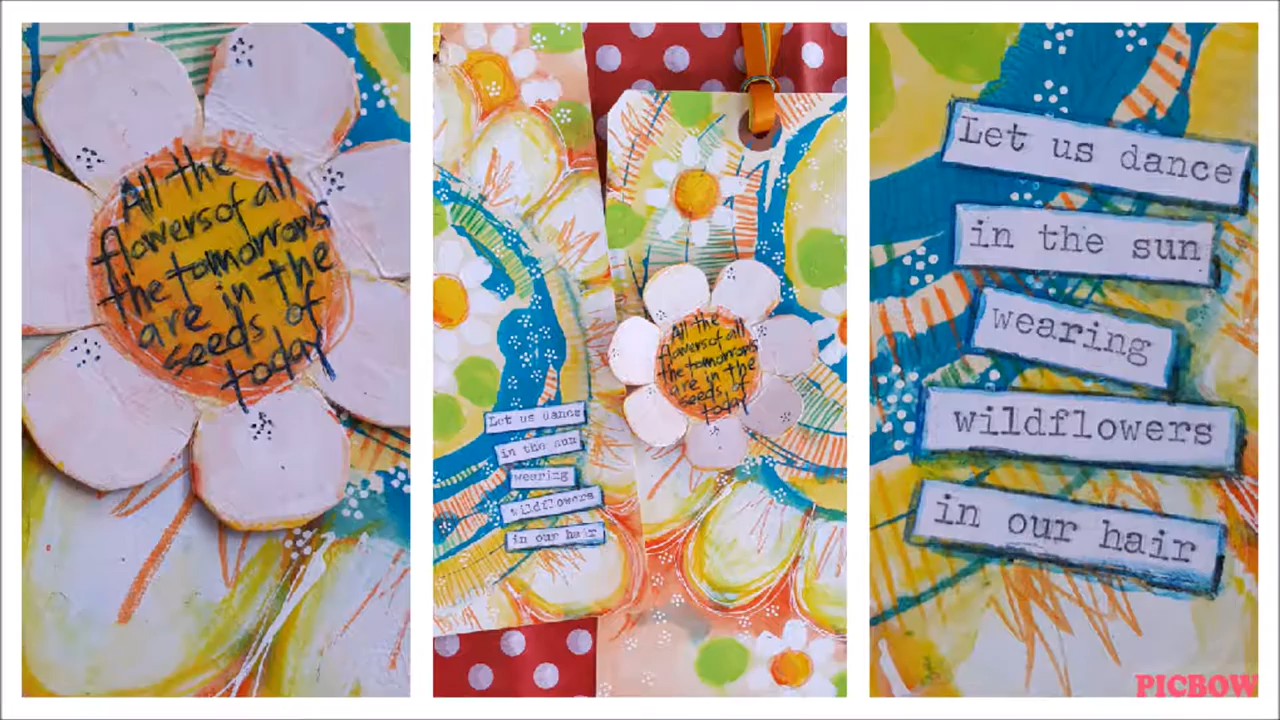 All the
flowers of all
the tomorrows
are in the
seeds of
today
Let us dance
in the sun
wearing
wildflowers
in our hair
All the
flowers of all
the tomorrows
are in the
seeds of
today
Let us dance
in the sun
wearing
wildflowers
in our hair
PICBOW